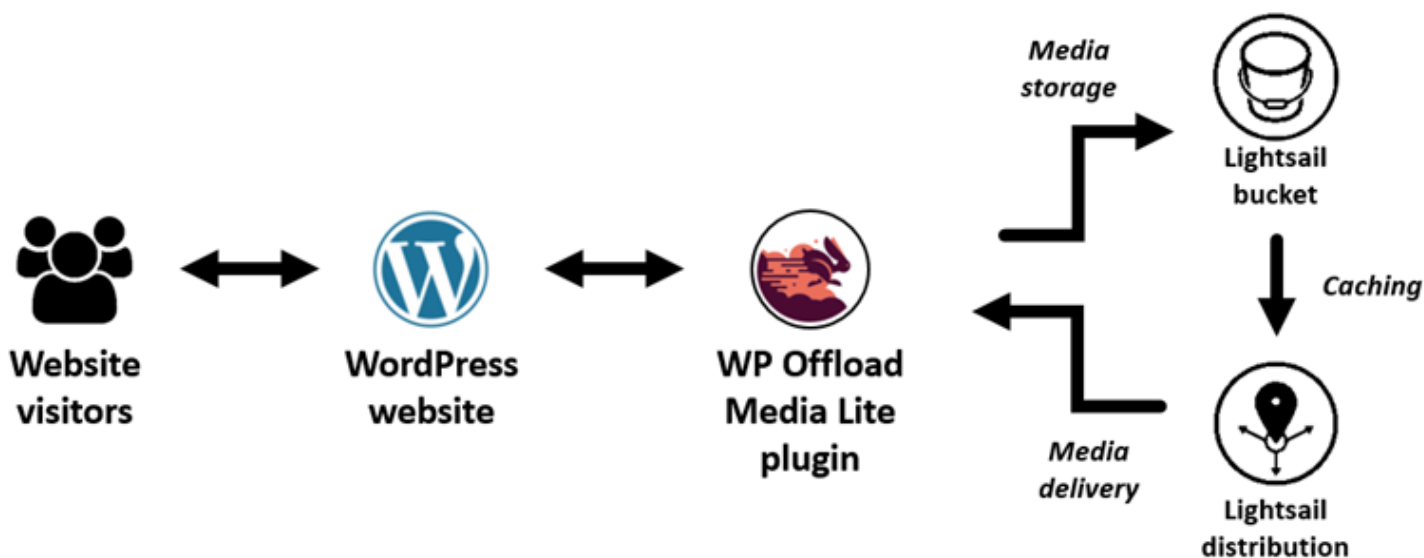 Media
storage
Lightsail
bucket
Caching
Website
visitors
WordPress
website
WP Offload
Media Lite
plugin
Media
delivery
Lightsail
distribution